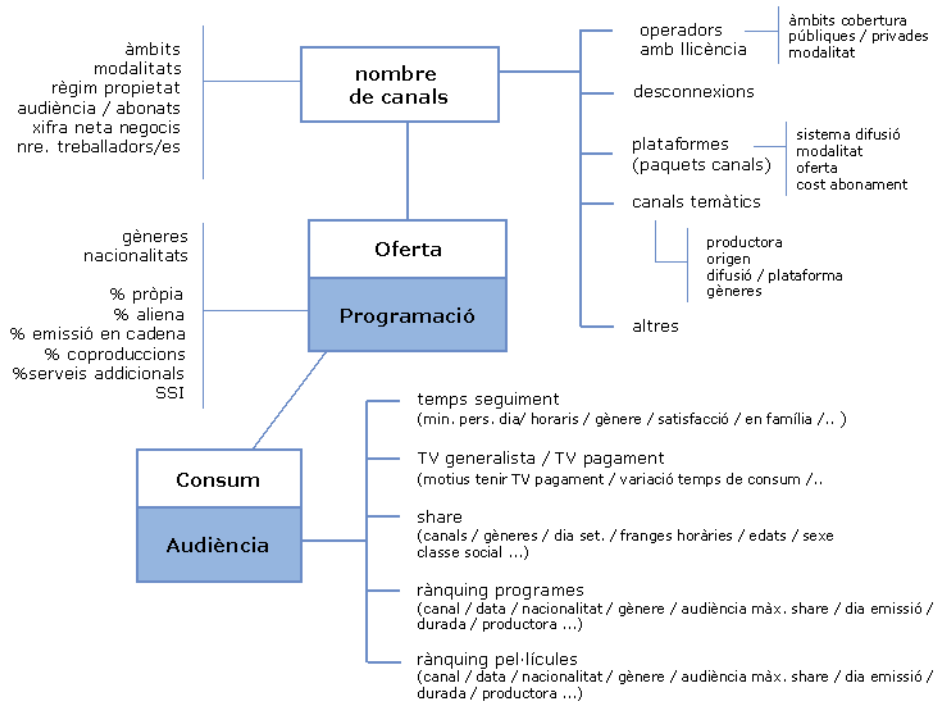 àmbits
modalitats
règim propietat
audiència / abonats
xifra neta negocis
nre. treballadors/es
nombre
de canals
operadors
amb llicència
àmbits cobertura
públiques / privades
modalitat
desconnexions
plataformes
(paquets canals)
sistema difusió
modalitat
oferta
cost abonament
canals temàtics
productora
origen
difusió / plataforma
gèneres
altres
gèneres
nacionalitats
% pròpia
% aliena
% emissió en cadena
% coproduccions
%serveis addicionals
SSI
Oferta
Programació
Consum
Audiència
temps seguiment
(min. pers. dia/ horaris / gènere / satisfacció / en família /.. )
TV generalista / TV pagament
(motius tenir TV pagament / variació temps de consum /..
share
(canals / gèneres / dia set. / franges horàries / edats / sexe
classe social ...)
rànquing programes
(canal / data / nacionalitat / gènere / audiència màx. share / dia emissió /
durada / productora ...)
rànquing pel·lícules
(canal / data / nacionalitat / gènere / audiència màx. share / dia emissió /
durada / productora ...)